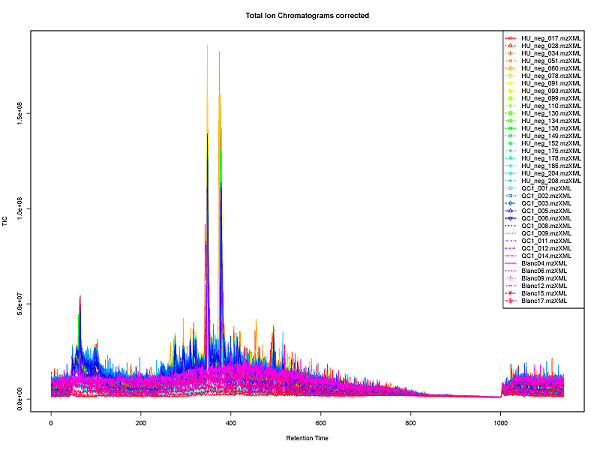 Total Ion Chromatograms corrected
HU_neg_017.mzXML
HU_neg_028.mzXML
HU_neg_034.mzXML
HU_neg_051.mzXML
HU_neg_060.mzXML
HU_neg_078.mzXML
HU_neg_091.mzXML
HU_neg_093.mzXML
HU_neg_099.mzXML
HU_neg_110.mzXML
HU_neg_130.mzXML
HU_neg_134.mzXML
HU_neg_138.mzXML
HU_neg_149.mzXML
HU_neg_152.mzXML
HU_neg_175.mzXML
HU_neg_178.mzXML
HU_neg_185.mzXML
HU_neg_204.mzXML
HU_neg_208.mzXML
QC1_001.mzXML
QC1_002.mzXML
QC1_003.mzXML
QC1_005.mzXML
QC1_006.mzXML
QC1_008.mzXML
QC1_009.mzXML
QC1_011.mzXML
QC1_012.mzXML
QC1_014.mzXML
Blanc04.mzXML
Blanc06.mzXML
Blanc09.mzXML
Blanc12.mzXML
Blanc15.mzXML
Blanc17.mzXML
TIC
1.5e+08
1.0e+08
5.0e+07
0.0e+00
0 200 400 600 800 1000
Retention Time